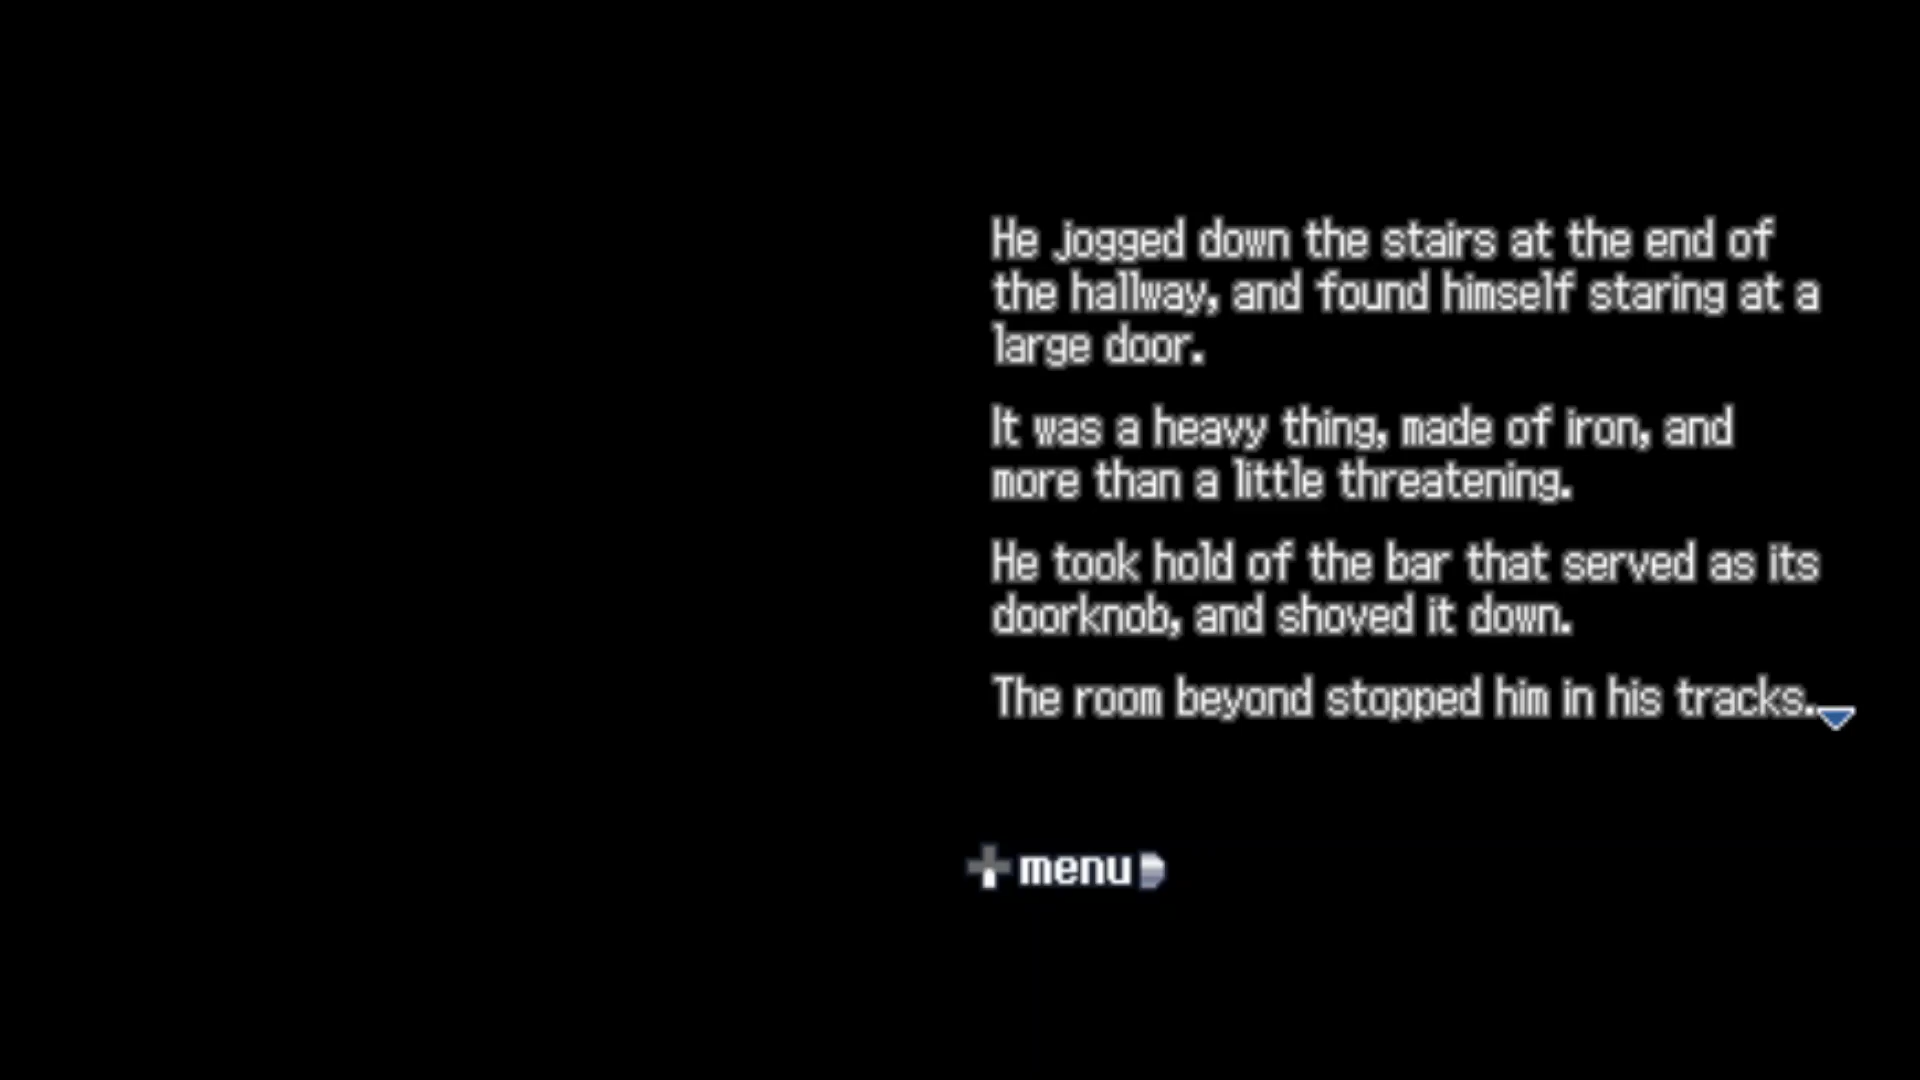 He jogged down the stairs at the end of
the hallway, and found himself staring at a
large door.
It was a heavy thing, made of iron, and
more than a little threatening.
He took hold of the bar that served as its
doorknob, and shoved it down.
The room beyond stopped him in his tracks.
menu